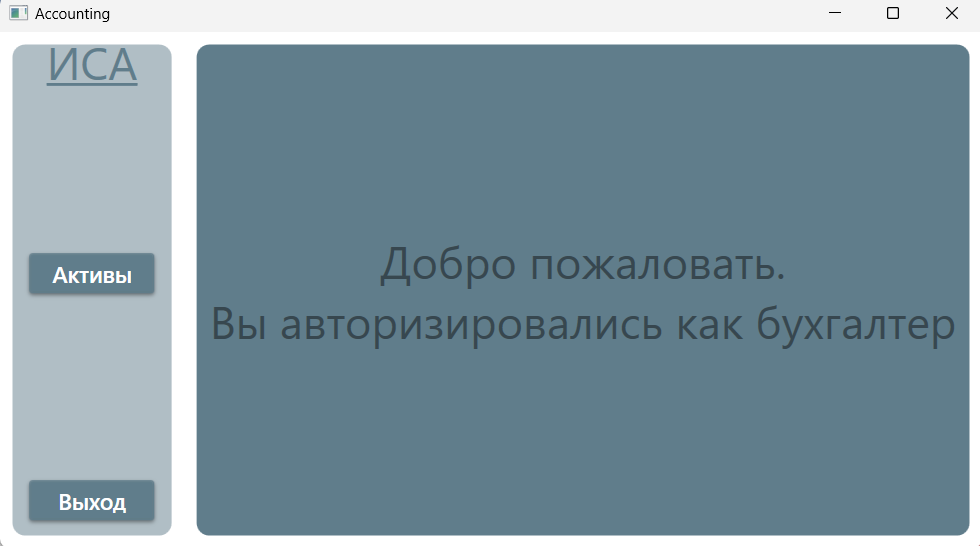 Accounting
ИСА
Активы
Выход
Добро пожаловать.
Вы авторизировались как бухгалтер